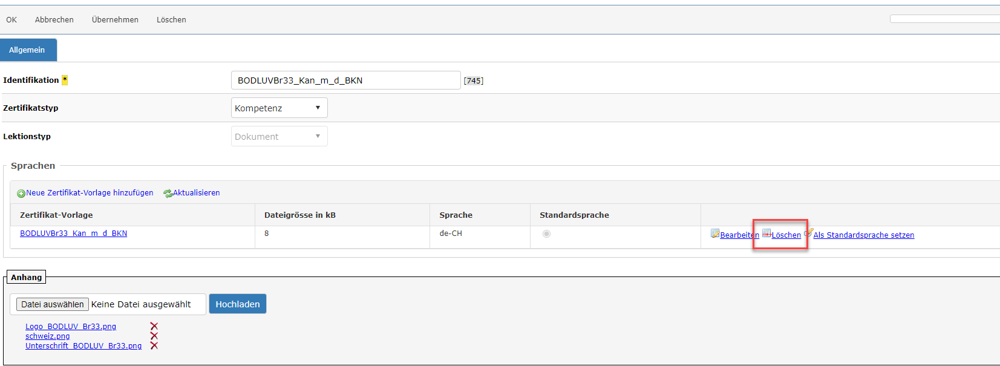 OK Abbrechen Übernehmen Löschen
Allgemein
Identifikation * BODLUVBr33_Kan_m_d_BKN [745]
Zertifikatstyp Kompetenz
Lektionstyp Dokument
Sprachen
Neue Zertifikat-Vorlage hinzufügen Aktualisieren
Zertifikat-Vorlage Dateigrösse in kB Sprache Standardsprache
BODLUVBr33_Kan_m_d_BKN 8 de-CH Bearbeiten Löschen Als Standardsprache setzen
Anhang
Datei auswählen Keine Datei ausgewählt Hochladen
Logo_BODLUV_Br33.png
schweiz.png
Unterschrift_BODLUV_Br33.png